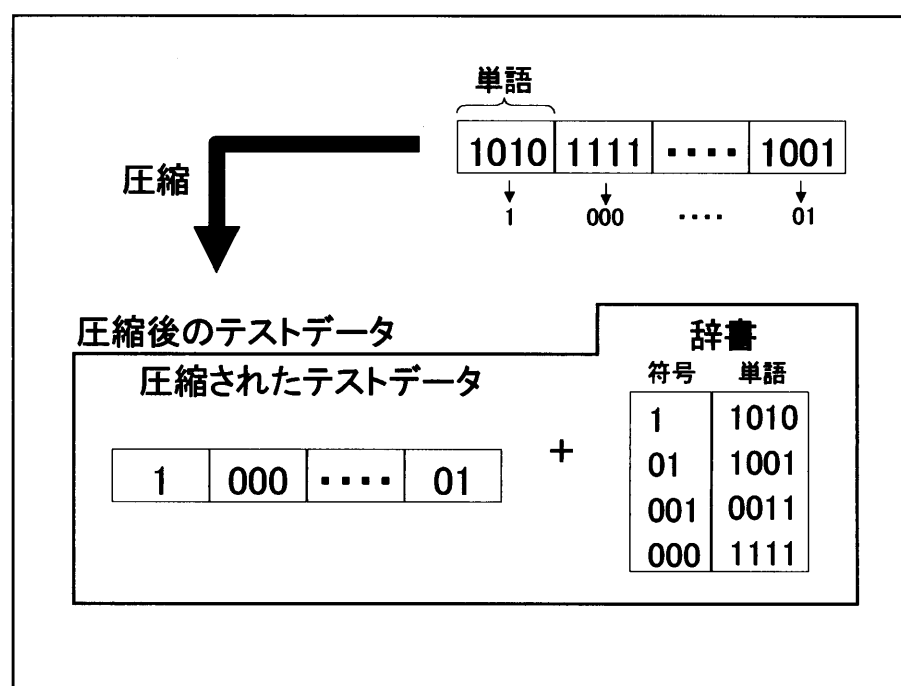 単語
1010 1111 ・・・・ 1001
圧縮
1 000 ・・・・ 01
圧縮後のテストデータ
辞書
圧縮されたテストデータ
符号 単語
1 1010
01 1001
001 0011
000 1111
+
1 000 ・・・・ 01